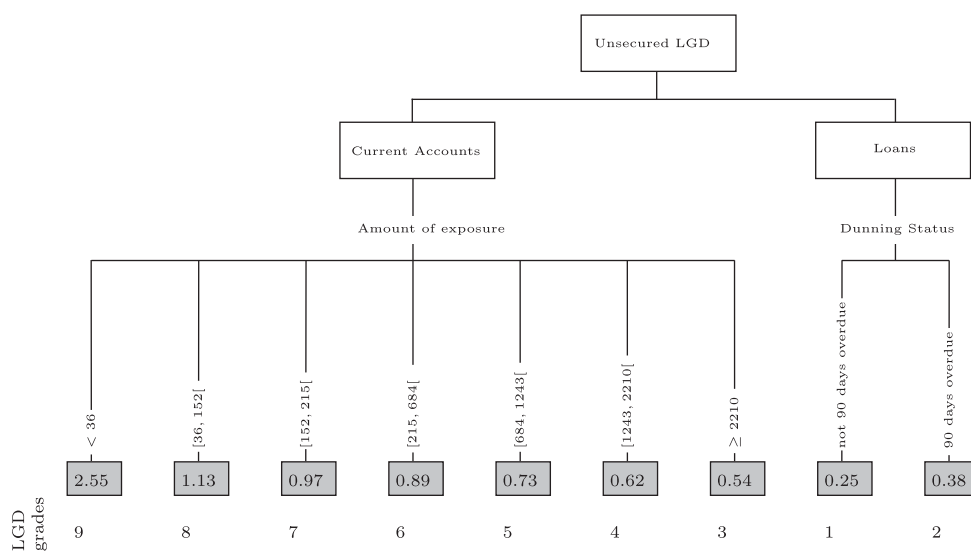 Unsecured LGD
Current Accounts
Loans
Amount of exposure
Dunning Status
< 36
[36, 152[
[152, 215[
[215, 684[
[684, 1243[
[1243, 2210[
≥ 2210
not 90 days overdue
90 days overdue
2.55 1.13 0.97 0.89 0.73 0.62 0.54 0.25 0.38
LGD
grades
9 8 7 6 5 4 3 1 2